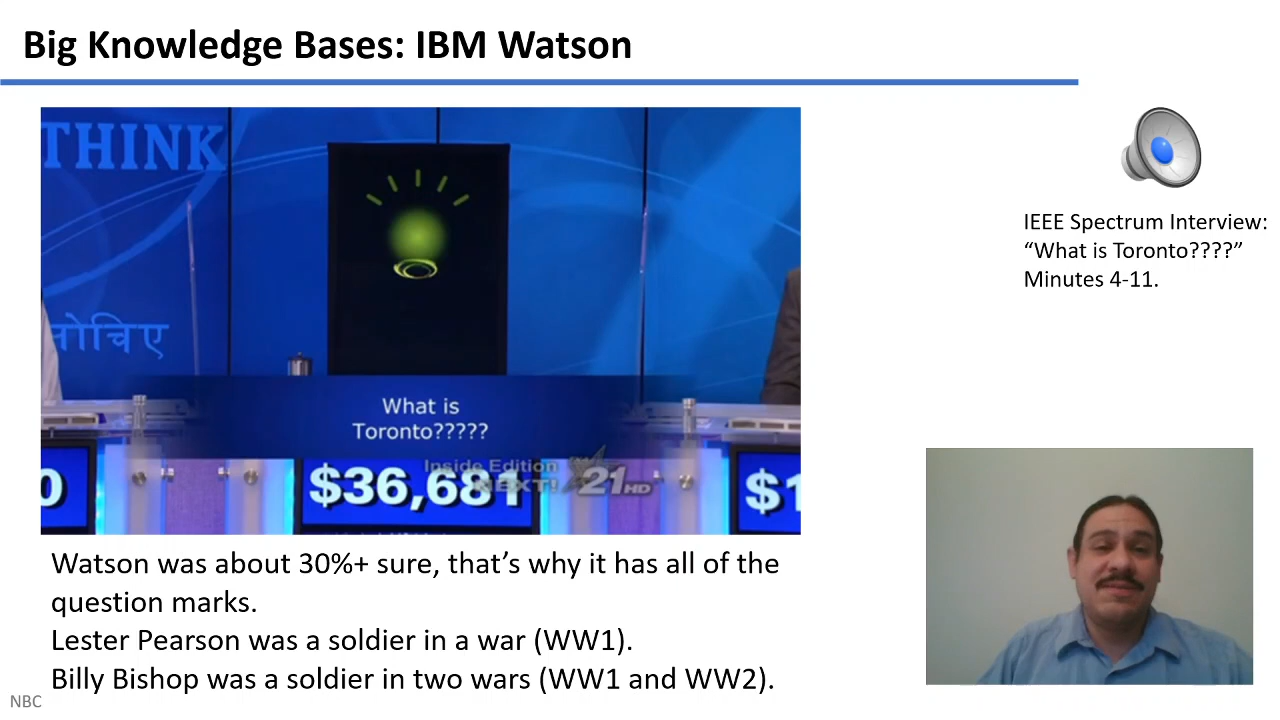 Big Knowledge Bases: IBM Watson
THINK
What is
Toronto?????
Inside Edition
NEXT!
21HD
0
$36,681
$1
IEEE Spectrum Interview:
“What is Toronto????”
Minutes 4-11.
Watson was about 30%+ sure, that’s why it has all of the
question marks.
Lester Pearson was a soldier in a war (WW1).
Billy Bishop was a soldier in two wars (WW1 and WW2).
NBC